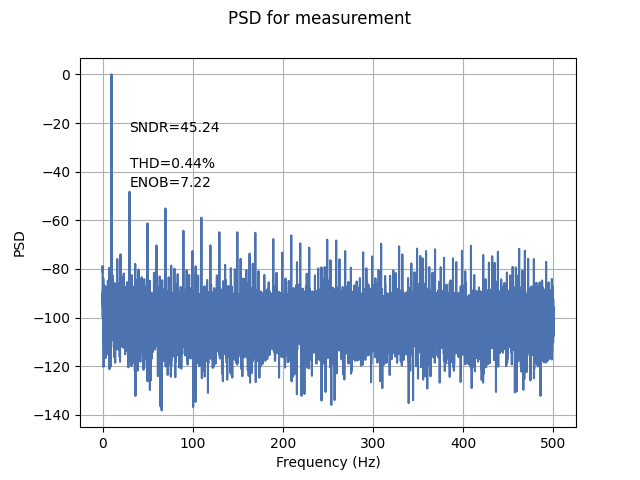 PSD for measurement
0
−20
−40
−60
−80
−100
−120
−140
PSD
SNDR=45.24
THD=0.44%
ENOB=7.22
0 100 200 300 400 500
Frequency (Hz)